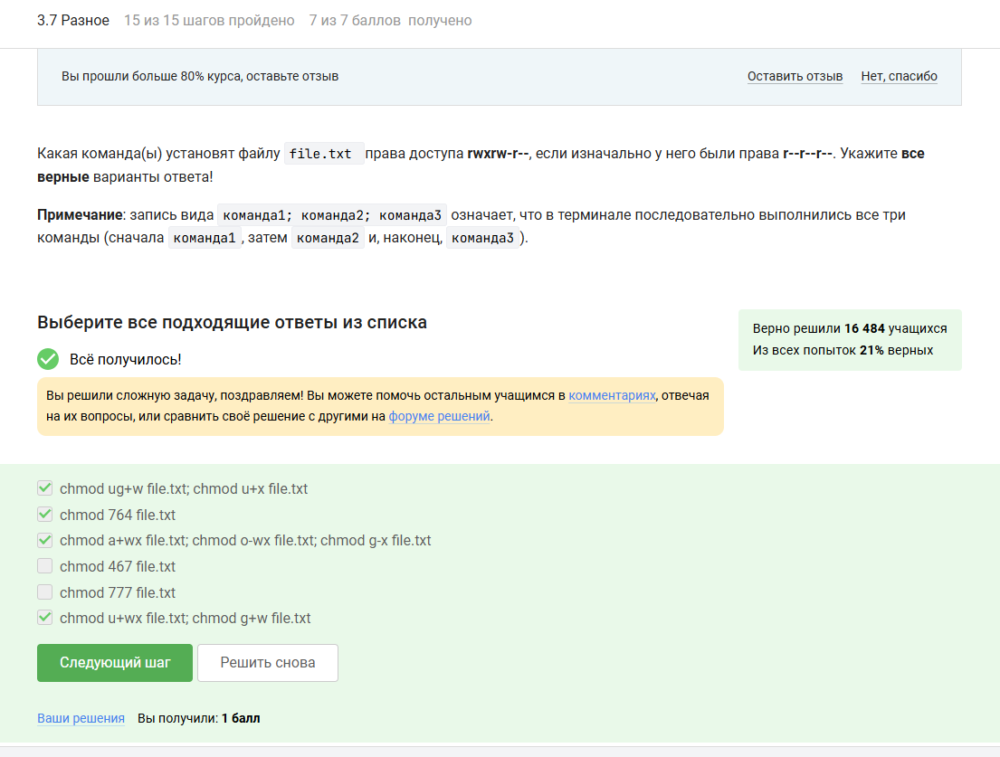 3.7 Разное 15 из 15 шагов пройдено 7 из 7 баллов получено
Вы прошли больше 80% курса, оставьте отзыв Оставить отзыв Нет, спасибо
Какая команда(ы) установят файлу file.txt права доступа rwxrw-r--, если изначально у него были права r--r--r--. Укажите все
верные варианты ответа!
Примечание: запись вида команда1; команда2; команда3 означает, что в терминале последовательно выполнились все три
команды (сначала команда1, затем команда2 и, наконец, команда3).
Выберите все подходящие ответы из списка
Верно решили 16 484 учащихся
Из всех попыток 21% верных
Всё получилось!
Вы решили сложную задачу, поздравляем! Вы можете помочь остальным учащимся в комментариях, отвечая
на их вопросы, или сравнить своё решение с другими на форуме решений.
chmod ug+w file.txt; chmod u+x file.txt
chmod 764 file.txt
chmod a+wx file.txt; chmod o-wx file.txt; chmod g-x file.txt
chmod 467 file.txt
chmod 777 file.txt
chmod u+wx file.txt; chmod g+w file.txt
Следующий шаг Решить снова
Ваши решения Вы получили: 1 балл